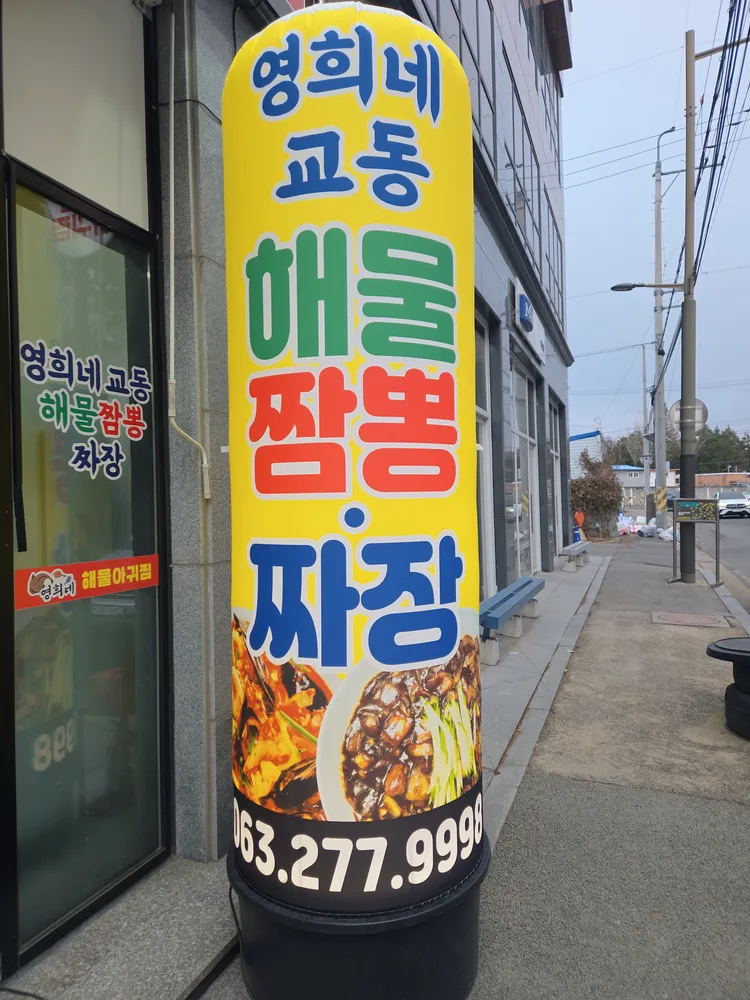 영희네
교동
해물
짬뽕
·
짜장
063.277.9998
영희네 교동
해물짬뽕
짜장
영희네 해물아귀찜